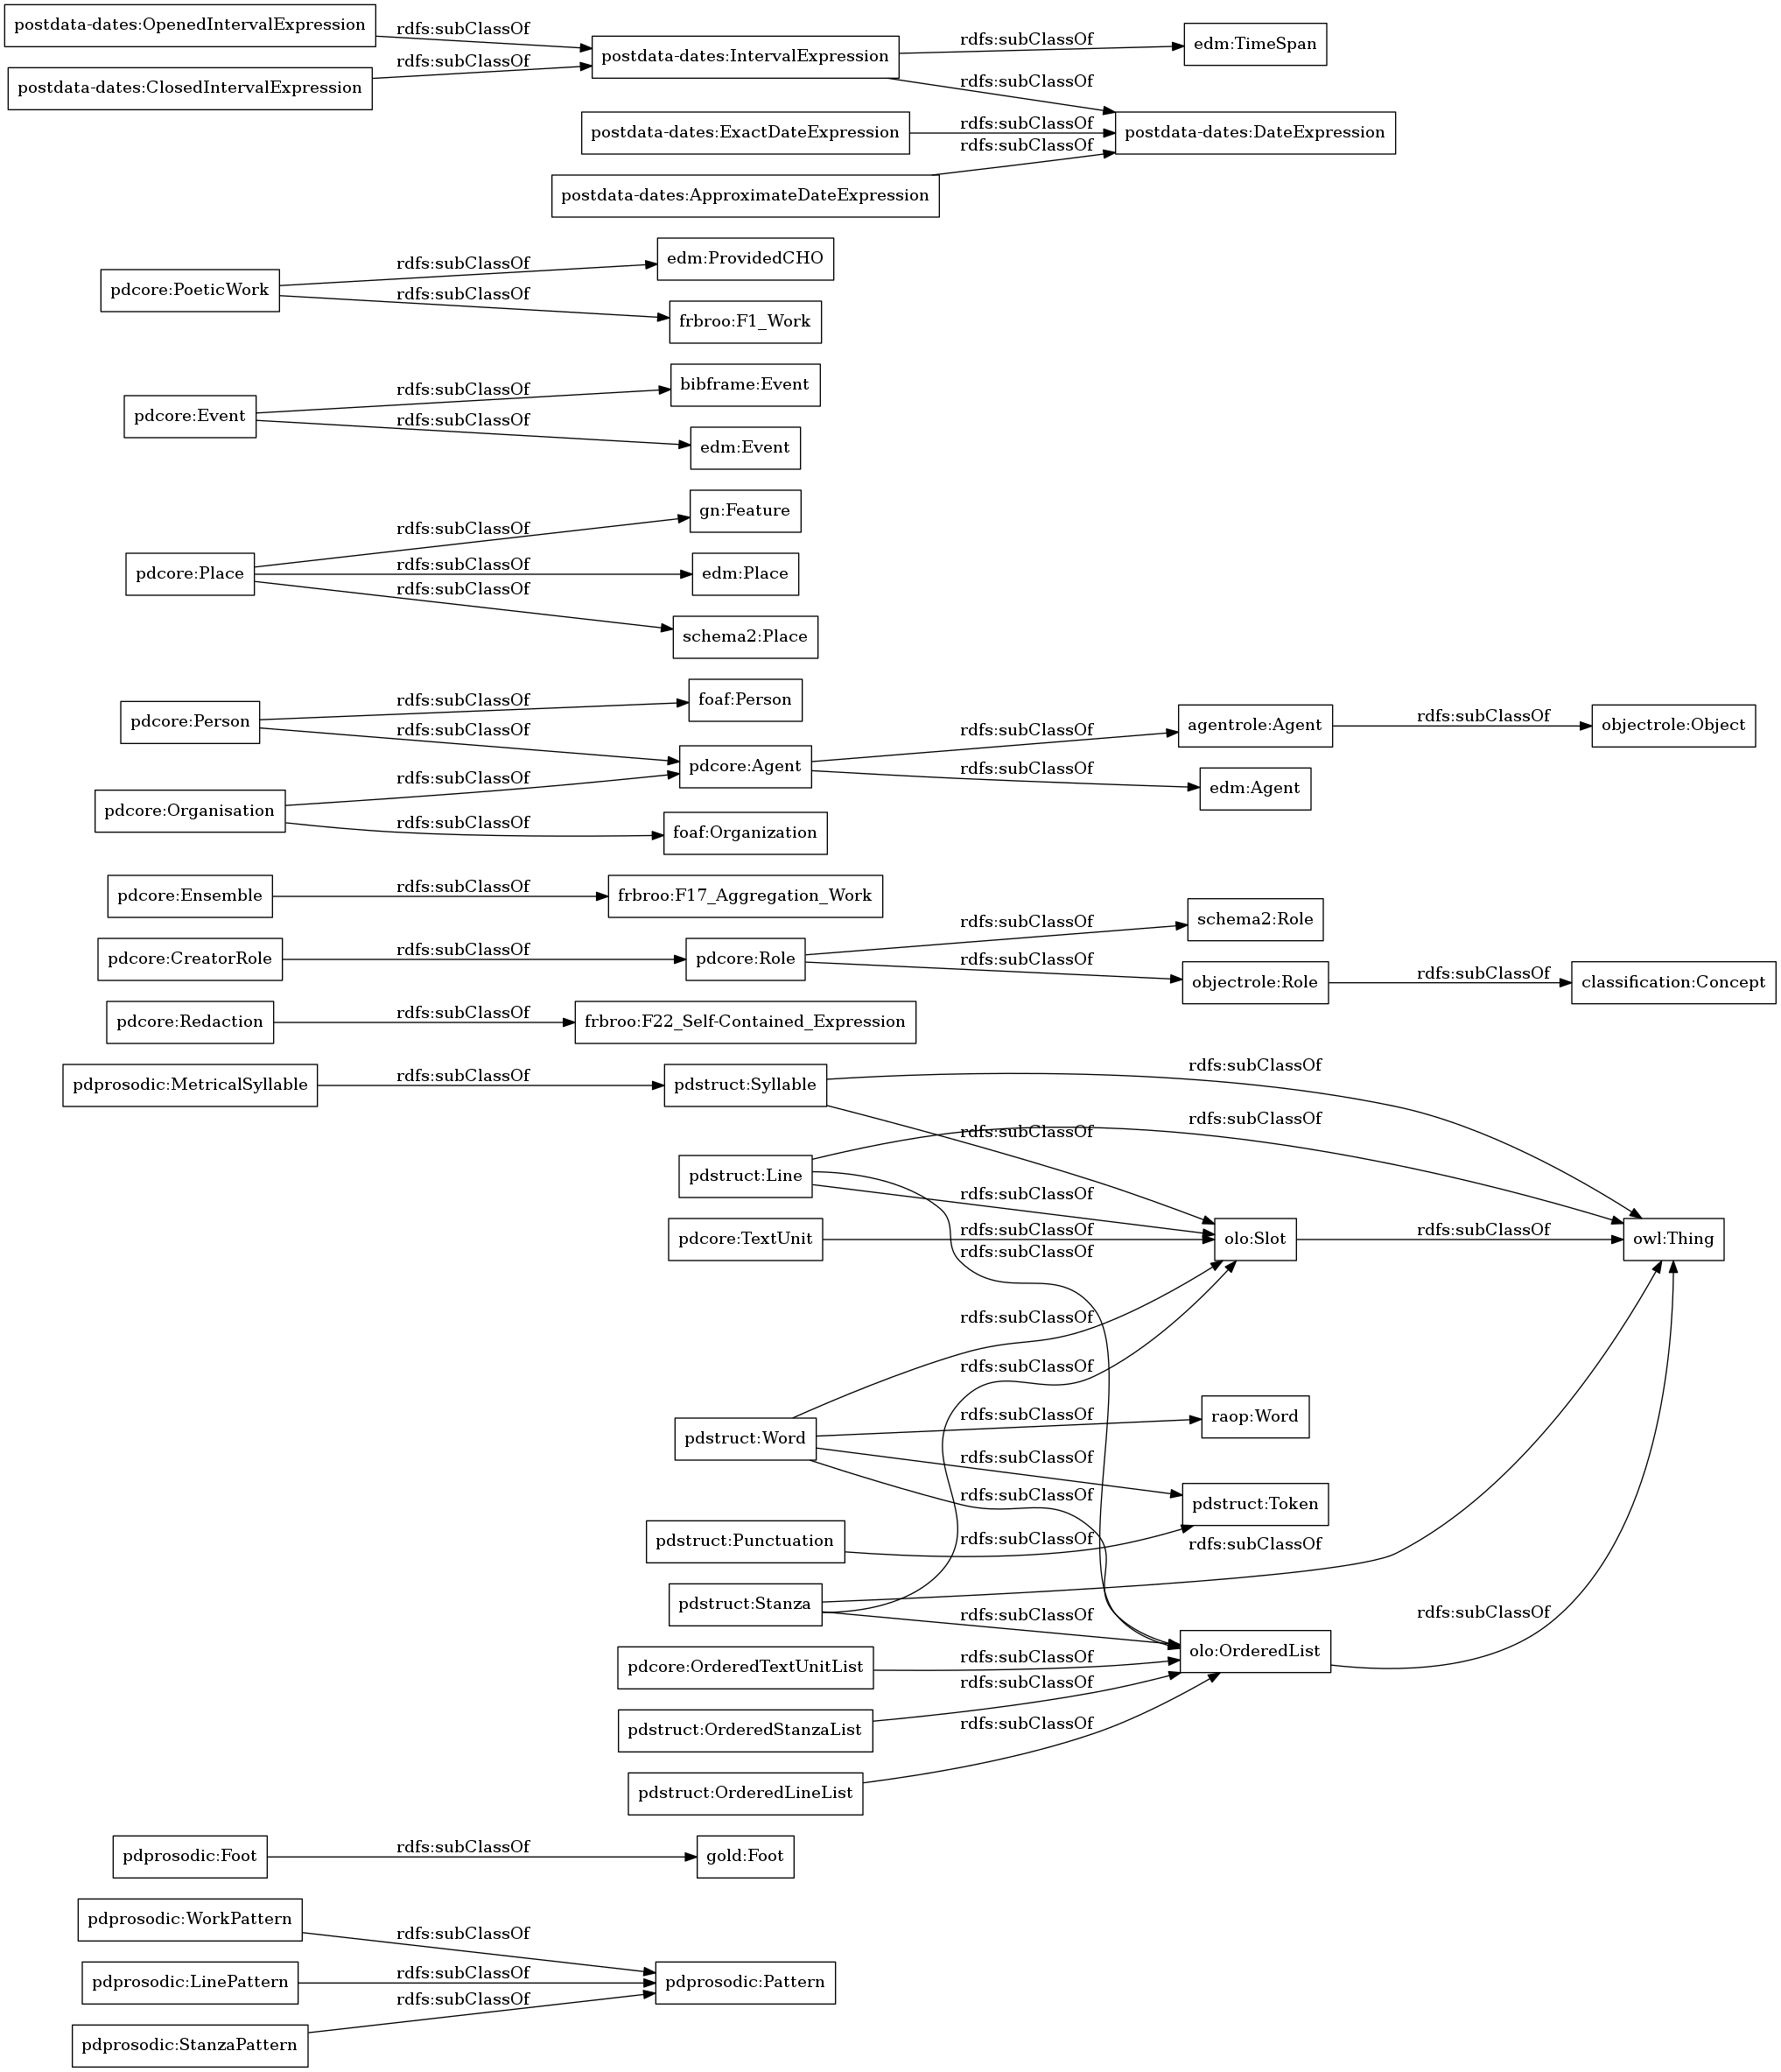 postdata-dates:OpenedIntervalExpression
rdfs:subClassOf
postdata-dates:ClosedIntervalExpression
rdfs:subClassOf
postdata-dates:IntervalExpression
rdfs:subClassOf
edm:TimeSpan
rdfs:subClassOf
postdata-dates:ExactDateExpression
rdfs:subClassOf
postdata-dates:DateExpression
postdata-dates:ApproximateDateExpression
rdfs:subClassOf
pdcore:PoeticWork
rdfs:subClassOf
edm:ProvidedCHO
rdfs:subClassOf
frbroo:F1_Work
pdcore:Event
rdfs:subClassOf
bibframe:Event
rdfs:subClassOf
edm:Event
pdcore:Place
rdfs:subClassOf
gn:Feature
rdfs:subClassOf
edm:Place
rdfs:subClassOf
schema2:Place
pdcore:Person
rdfs:subClassOf
foaf:Person
rdfs:subClassOf
pdcore:Organisation
rdfs:subClassOf
pdcore:Agent
rdfs:subClassOf
foaf:Organization
rdfs:subClassOf
agentrole:Agent
rdfs:subClassOf
objectrole:Object
rdfs:subClassOf
edm:Agent
pdcore:Ensemble
rdfs:subClassOf
frbroo:F17_Aggregation_Work
pdcore:CreatorRole
rdfs:subClassOf
pdcore:Role
rdfs:subClassOf
schema2:Role
rdfs:subClassOf
objectrole:Role
rdfs:subClassOf
classification:Concept
pdcore:Redaction
rdfs:subClassOf
frbroo:F22_Self-Contained_Expression
pdprosodic:MetricalSyllable
rdfs:subClassOf
pdstruct:Syllable
rdfs:subClassOf
rdfs:subClassOf
pdstruct:Line
rdfs:subClassOf
rdfs:subClassOf
rdfs:subClassOf
pdcore:TextUnit
rdfs:subClassOf
olo:Slot
rdfs:subClassOf
owl:Thing
pdstruct:Word
rdfs:subClassOf
rdfs:subClassOf
raop:Word
rdfs:subClassOf
rdfs:subClassOf
pdstruct:Token
pdstruct:Punctuation
rdfs:subClassOf
pdstruct:Stanza
rdfs:subClassOf
rdfs:subClassOf
rdfs:subClassOf
pdcore:OrderedTextUnitList
rdfs:subClassOf
olo:OrderedList
rdfs:subClassOf
pdstruct:OrderedStanzaList
rdfs:subClassOf
pdstruct:OrderedLineList
rdfs:subClassOf
pdprosodic:Foot
rdfs:subClassOf
gold:Foot
pdprosodic:WorkPattern
rdfs:subClassOf
pdprosodic:LinePattern
rdfs:subClassOf
pdprosodic:Pattern
pdprosodic:StanzaPattern
rdfs:subClassOf